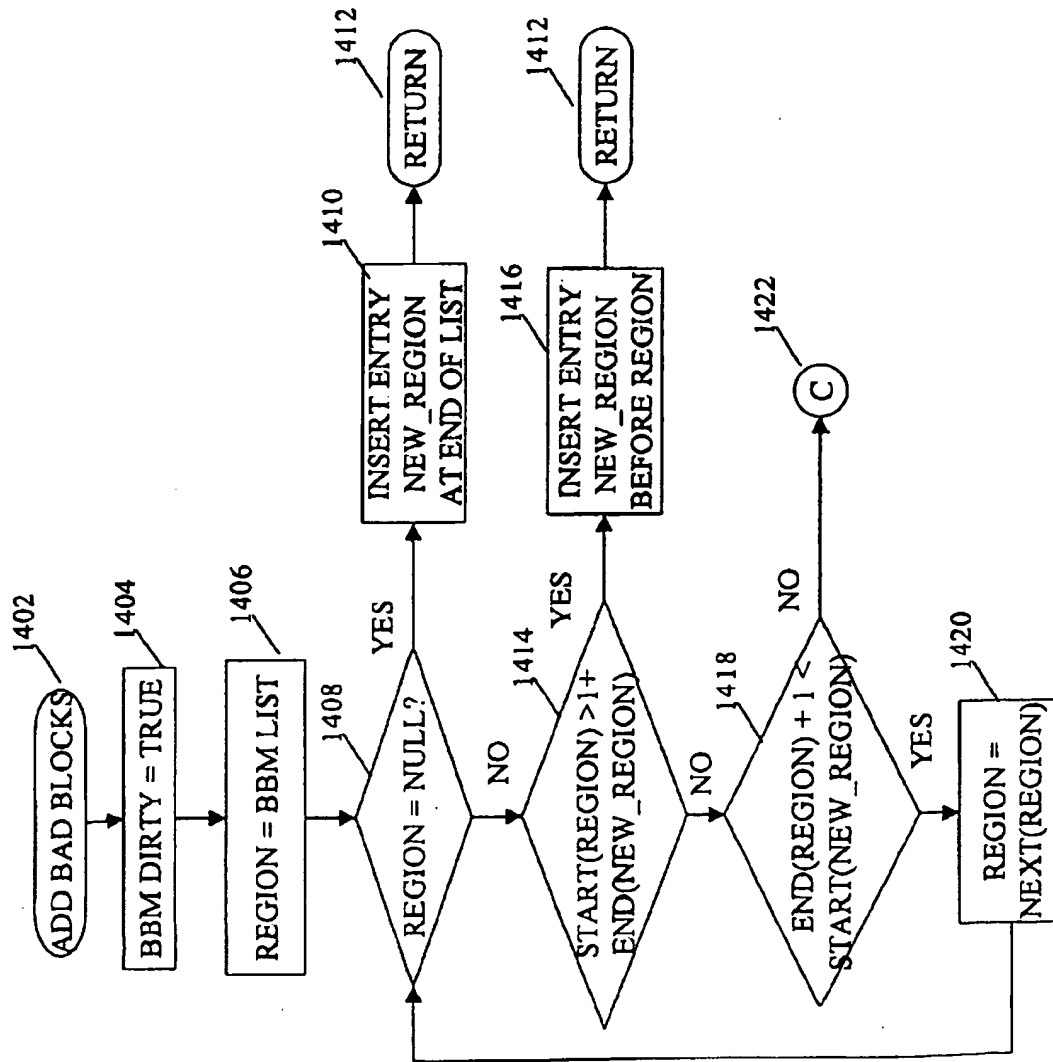 1402
ADD BAD BLOCKS
1404
BBM DIRTY = TRUE
1406
REGION = BBM LIST
1408
REGION = NULL?
YES
NO
1410
INSERT ENTRY
NEW_REGION
AT END OF LIST
1412
RETURN
1414
START(REGION) >1+
END(NEW_REGION)
YES
NO
1416
INSERT ENTRY
NEW_REGION
BEFORE REGION
1412
RETURN
1418
END(REGION) + 1 <
START(NEW_REGION)
NO
YES
1422
C
1420
REGION =
NEXT(REGION)